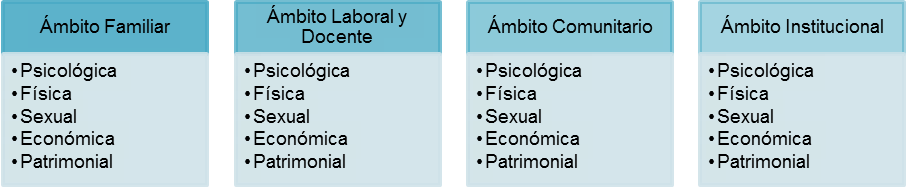 Ámbito Familiar
• Psicológica
• Física
• Sexual
• Económica
• Patrimonial
Ámbito Laboral y
Docente
• Psicológica
• Física
• Sexual
• Económica
• Patrimonial
Ámbito Comunitario
• Psicológica
• Física
• Sexual
• Económica
• Patrimonial
Ámbito Institucional
• Psicológica
• Física
• Sexual
• Económica
• Patrimonial